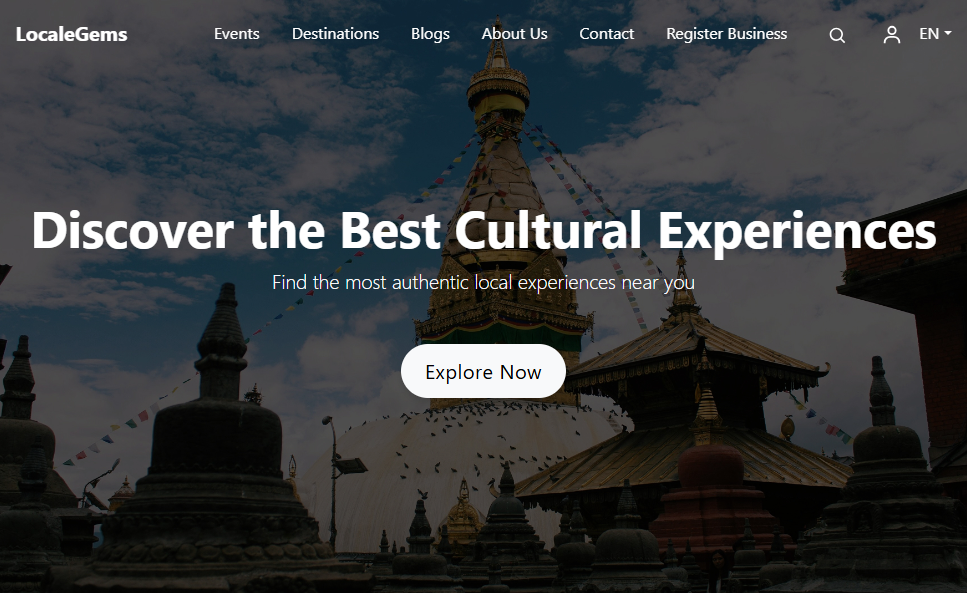 LocaleGems
Events
Destinations
Blogs
About Us
Contact
Register Business
EN
Discover the Best Cultural Experiences
Find the most authentic local experiences near you
Explore Now